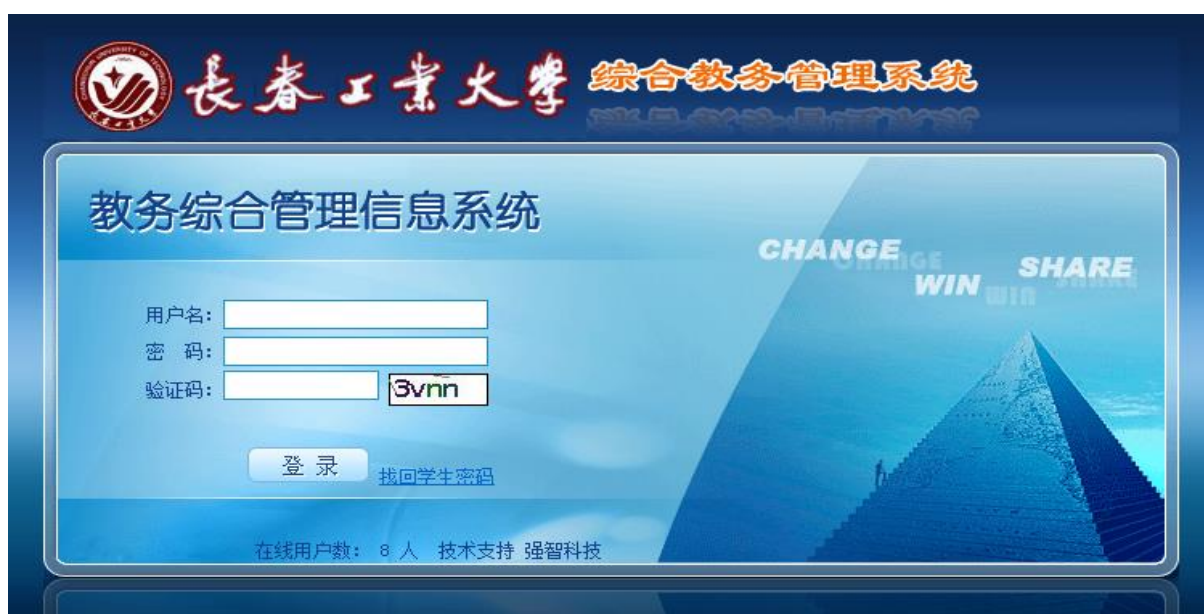 長春工業大學 综合教务管理系统
教务综合管理信息系统
CHANGE
WIN
SHARE
用户名:
密 码:
验证码: 3vnn
登 录 找回学生密码
在线用户数: 8 人 技术支持 强智科技